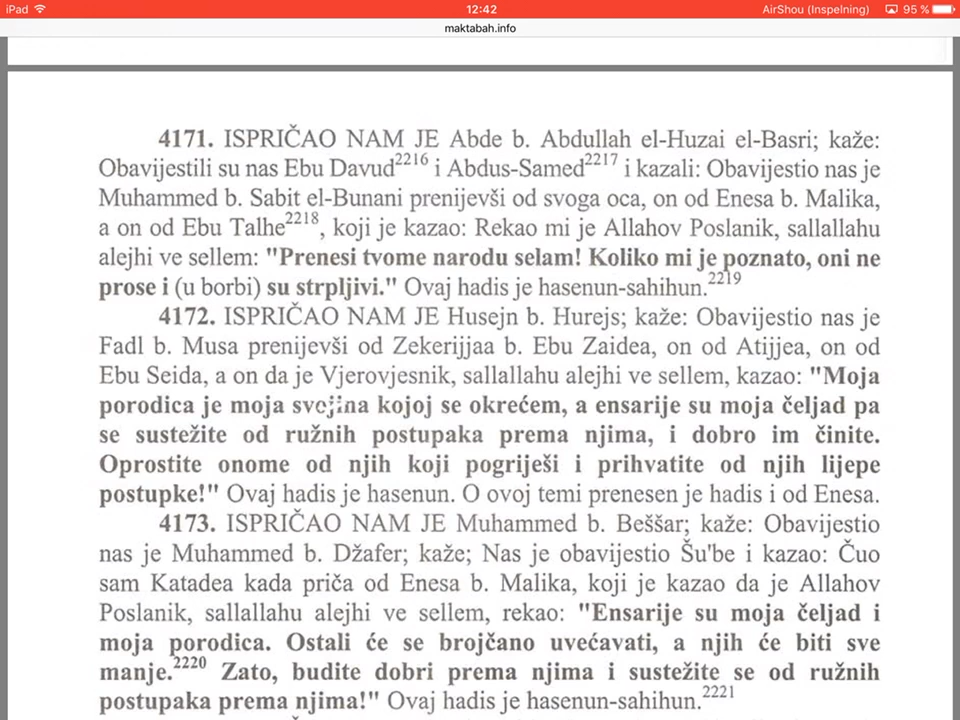 iPad 12:42 AirShou (Inspelning) 95 %
maktabah.info
4171. ISPRIČAO NAM JE Abde b. Abdullah el-Huzai el-Basri; kaže:
Obavijestili su nas Ebu Davud2216 i Abdus-Samed2217 i kazali: Obavijestio nas je
Muhammed b. Sabit el-Bunani prenijevši od svoga oca, on od Enesa b. Malika,
a on od Ebu Talhe2218, koji je kazao: Rekao mi je Allahov Poslanik, sallallahu
alejhi ve sellem: "Prenesi tvome narodu selam! Koliko mi je poznato, oni ne
prose i (u borbi) su strpljivi." Ovaj hadis je hasenun-sahihun.2219
4172. ISPRIČAO NAM JE Husejn b. Hurejs; kaže: Obavijestio nas je
Fadl b. Musa prenijevši od Zekerijjaa b. Ebu Zaidea, on od Atijjea, on od
Ebu Seida, a on da je Vjerovjesnik, sallallahu alejhi ve sellem, kazao: "Moja
porodica je moja svojina kojoj se okrećem, a ensarije su moja čeljad pa
se sustežite od ružnih postupaka prema njima, i dobro im činite.
Oprostite onome od njih koji pogriješi i prihvatite od njih lijepe
postupke!" Ovaj hadis je hasenun. O ovoj temi prenesen je hadis i od Enesa.
4173. ISPRIČAO NAM JE Muhammed b. Beššar; kaže: Obavijestio
nas je Muhammed b. Džafer; kaže; Nas je obavijestio Šu'be i kazao: Čuo
sam Katadea kada priča od Enesa b. Malika, koji je kazao da je Allahov
Poslanik, sallallahu alejhi ve sellem, rekao: "Ensarije su moja čeljad i
moja porodica. Ostali će se brojčano uvećavati, a njih će biti sve
manje.2220 Zato, budite dobri prema njima i sustežite se od ružnih
postupaka prema njima!" Ovaj hadis je hasenun-sahihun.2221